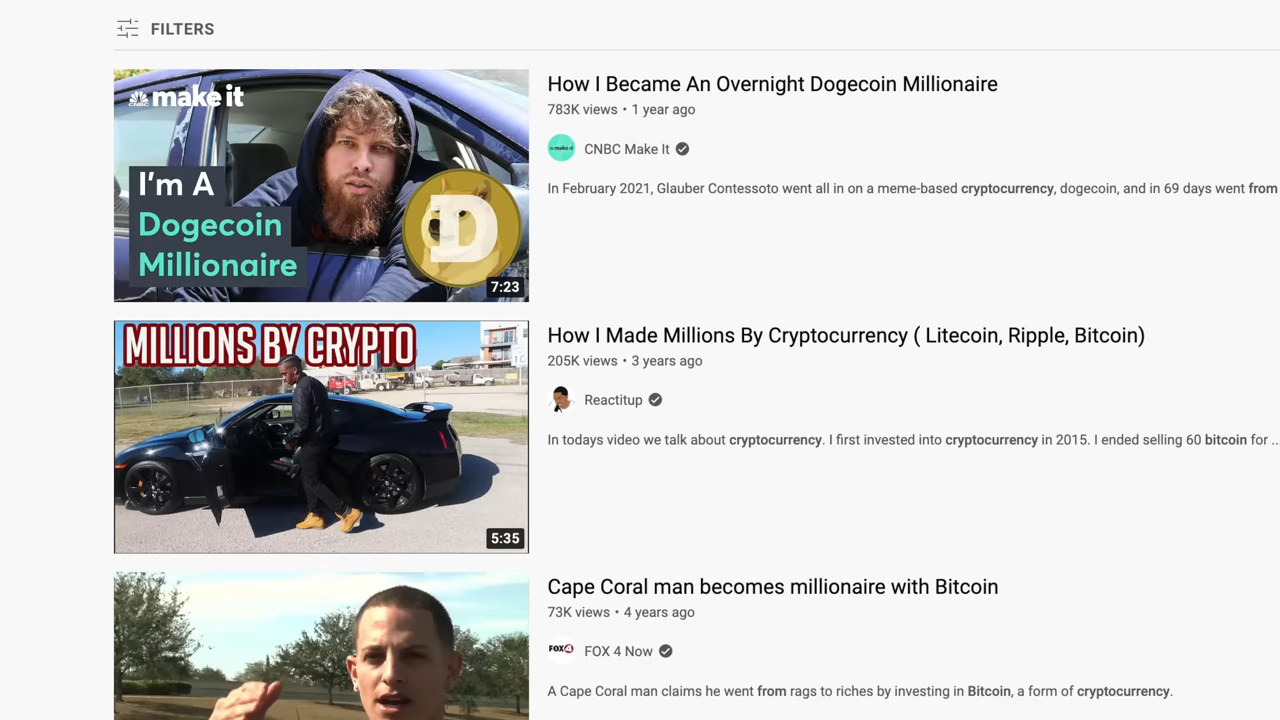 FILTERS
CNBC make it
I'm A
Dogecoin
Millionaire
D
7:23
How I Became An Overnight Dogecoin Millionaire
783K views • 1 year ago
make it
CNBC Make It
In February 2021, Glauber Contessoto went all in on a meme-based cryptocurrency, dogecoin, and in 69 days went from
MILLIONS BY CRYPTO
5:35
How I Made Millions By Cryptocurrency ( Litecoin, Ripple, Bitcoin)
205K views • 3 years ago
Reactitup
In todays video we talk about cryptocurrency. I first invested into cryptocurrency in 2015. I ended selling 60 bitcoin for ...
Cape Coral man becomes millionaire with Bitcoin
73K views • 4 years ago
FOX4
FOX 4 Now
A Cape Coral man claims he went from rags to riches by investing in Bitcoin, a form of cryptocurrency.